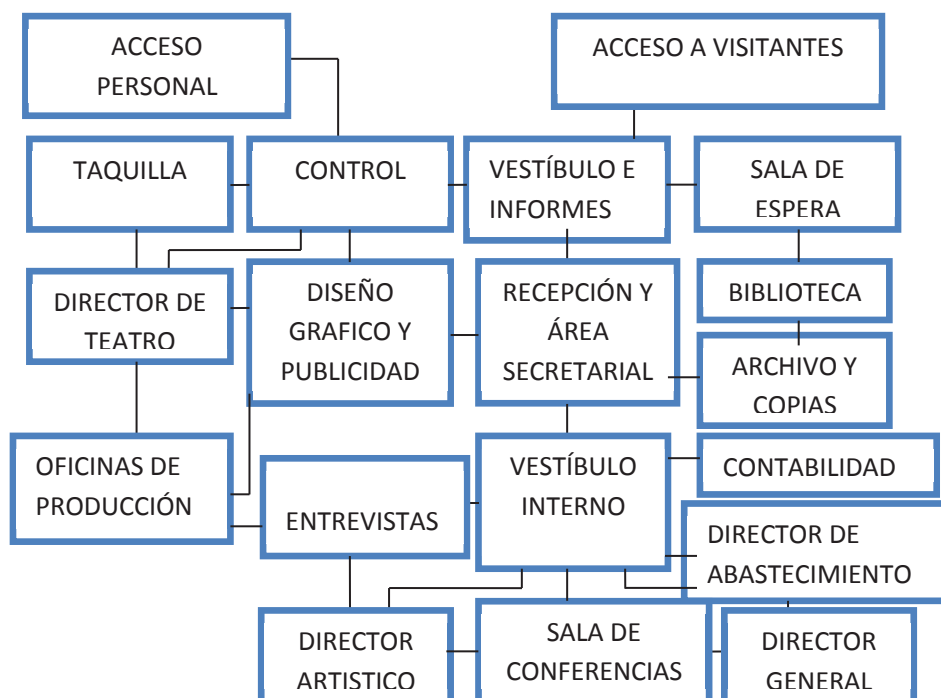 ACCESO
PERSONAL
ACCESO A VISITANTES
TAQUILLA
CONTROL
VESTÍBULO E
INFORMES
SALA DE
ESPERA
DIRECTOR DE
TEATRO
DISEÑO
GRAFICO Y
PUBLICIDAD
RECEPCIÓN Y
ÁREA
SECRETARIAL
BIBLIOTECA
ARCHIVO Y
COPIAS
OFICINAS DE
PRODUCCIÓN
ENTREVISTAS
VESTÍBULO
INTERNO
CONTABILIDAD
DIRECTOR DE
ABASTECIMIENTO
DIRECTOR
ARTISTICO
SALA DE
CONFERENCIAS
DIRECTOR
GENERAL